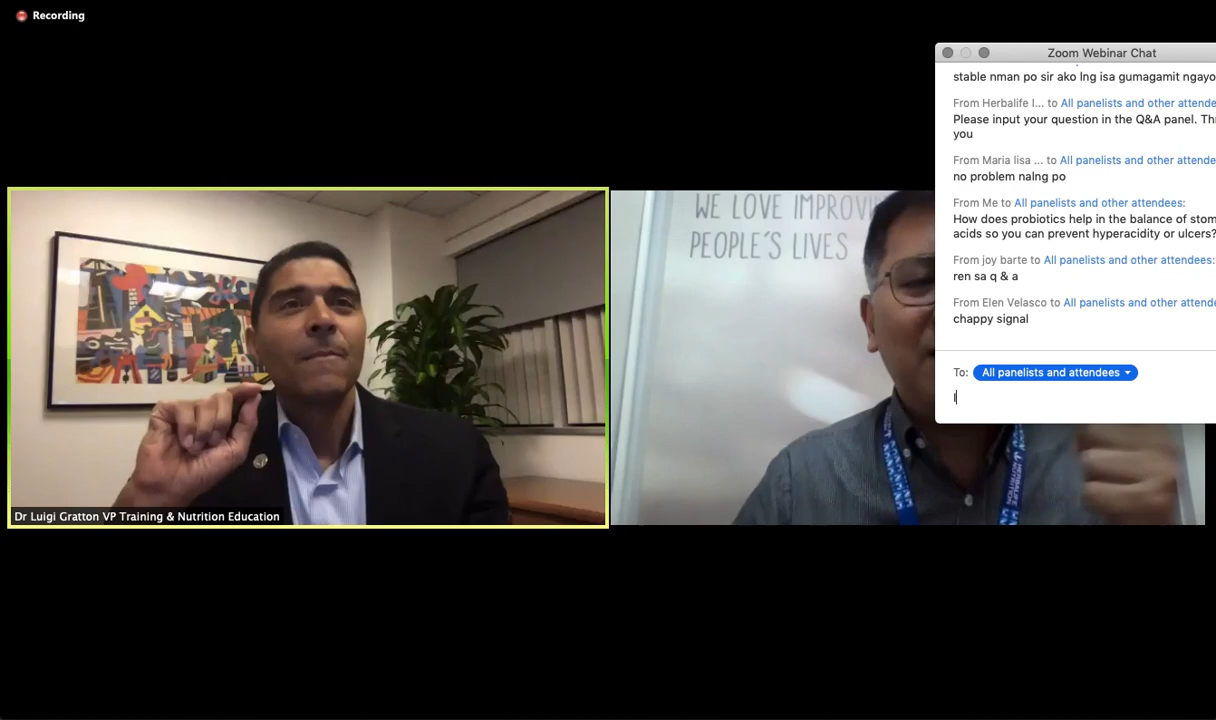 Recording
Zoom Webinar Chat
stable nman po sir ako lng isa gumagamit ngayo
From Herbalife I... to All panelists and other attende
Please input your question in the Q&A panel. Th
you
From Maria lisa ... to All panelists and other attende
no problem nalng po
From Me to All panelists and other attendees:
How does probiotics help in the balance of stom
acids so you can prevent hyperacidity or ulcers?
From joy barte to All panelists and other attendees:
ren sa q & a
From Elen Velasco to All panelists and other attende
chappy signal
To: All panelists and attendees
WE LOVE IMPROVI
PEOPLE'S LIVES
HERBALIFE
NUTRITION
Dr Luigi Gratton VP Training & Nutrition Education